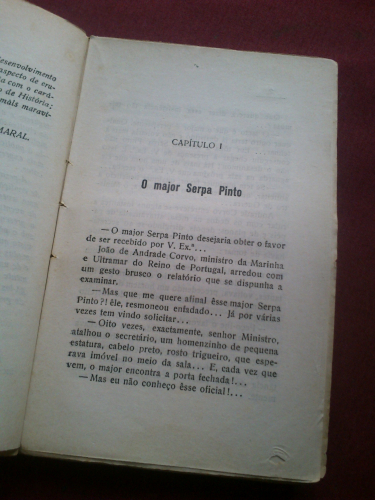 desenvolvimento
aspecto de eru-
ia com o cará-
o de História;
mais maravi-
MARAL.
CAPÍTULO I
O major Serpa Pinto
—O major Serpa Pinto desejaria obter o favor
de ser recebido por V. Ex.ª...
João de Andrade Corvo, ministro da Marinha
e Ultramar do Reino de Portugal, arredou com
um gesto brusco o relatório que se dispunha a
examinar.
—Mas que me quere afinal êsse major Serpa
Pinto?! êle, resmoneou enfadado... Já por várias
vezes tem vindo solicitar...
—Oito vezes, exactamente, senhor Ministro,
atalhou o secretário, um homenzinho de pequena
estatura, cabelo preto, rosto trigueiro, que espe-
rava imóvel no meio da sala... E, cada vez que
vem, o major encontra a porta fechada!...
—Mas eu não conheço êsse oficial!...